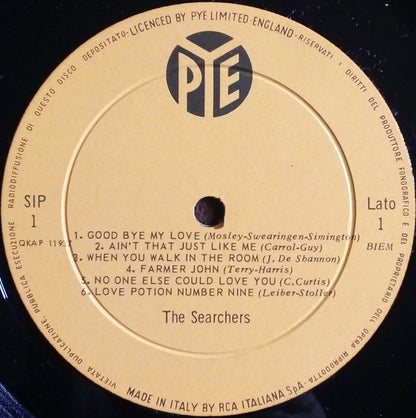 DEPOSITATO - LICENCED BY PYE LIMITED - ENGLAND - RISERVATI I DIRITTI DEL PRODUTTORE FONOGRAFICO E DEL PROPRIETARIO DELL OPERA RIPRODOTTA
PYE
SIP
1
Lato
1
QKAP 11957
BIEM
1. GOOD BYE MY LOVE (Mosley-Swearingen-Simington)
2. AIN'T THAT JUST LIKE ME (Carrol-Guy)
3. WHEN YOU WALK IN THE ROOM (J. De Shannon)
4. FARMER JOHN (Terry-Harris)
5. NO ONE ELSE COULD LOVE YOU (C. Curtis)
6. LOVE POTION NUMBER NINE (Leiber-Stoller)
The Searchers
VIETATA DUPLICAZIONE, PUBBLICA ESECUZIONE RADIODIFFUSIONE DI QUESTO DISCO
MADE IN ITALY BY RCA ITALIANA SpA -